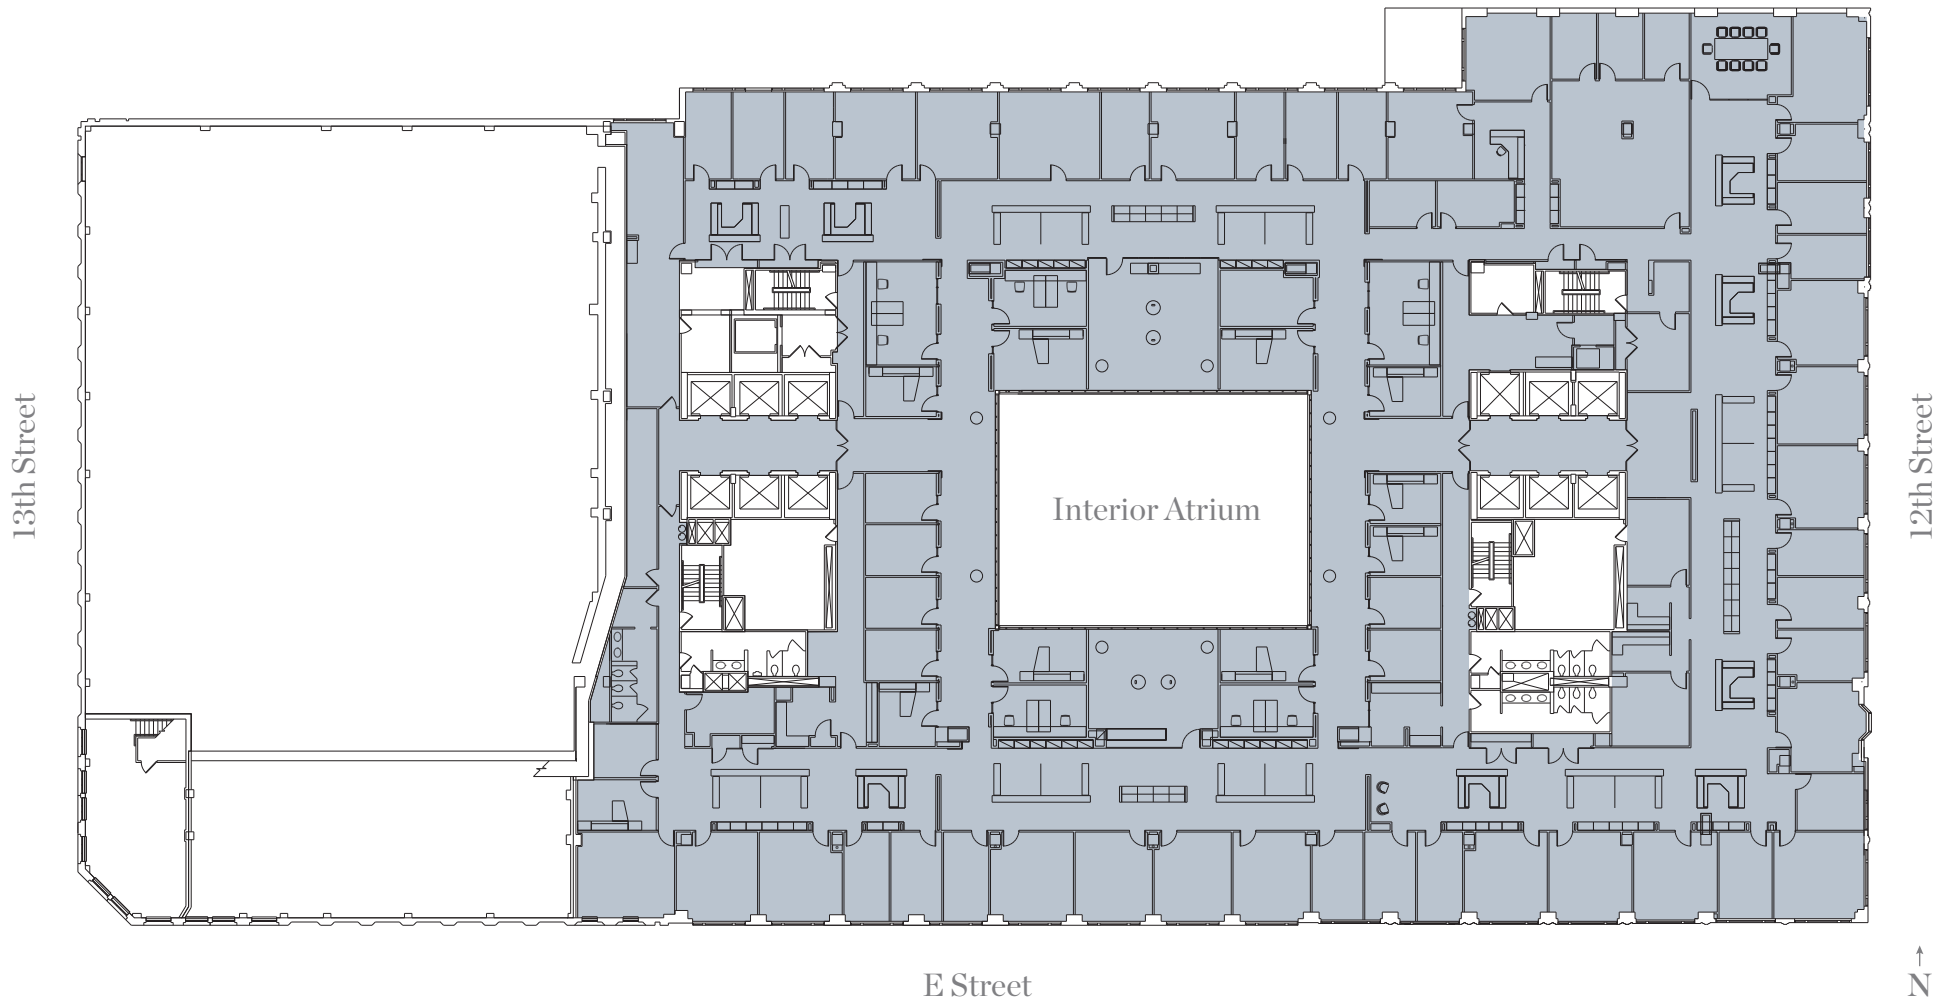 13th Street
Interior Atrium
12th Street
E Street
N